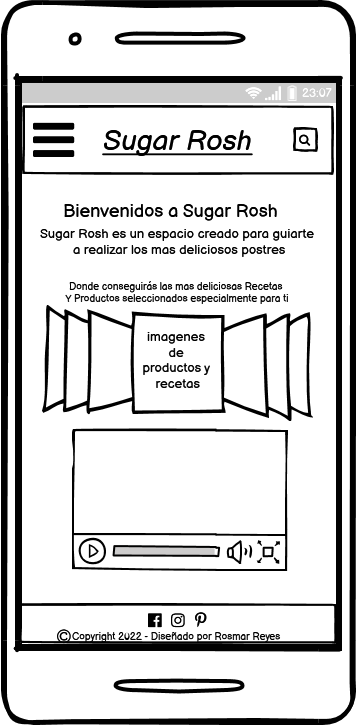 23:07
Sugar Rosh
Bienvenidos a Sugar Rosh
Sugar Rosh es un espacio creado para guiarte
a realizar los mas deliciosos postres
Donde conseguirás las mas deliciosas Recetas
Y Productos seleccionados especialmente para ti
imagenes
de
productos y
recetas
©Copyright 2022 - Diseñado por Rosmar Reyes